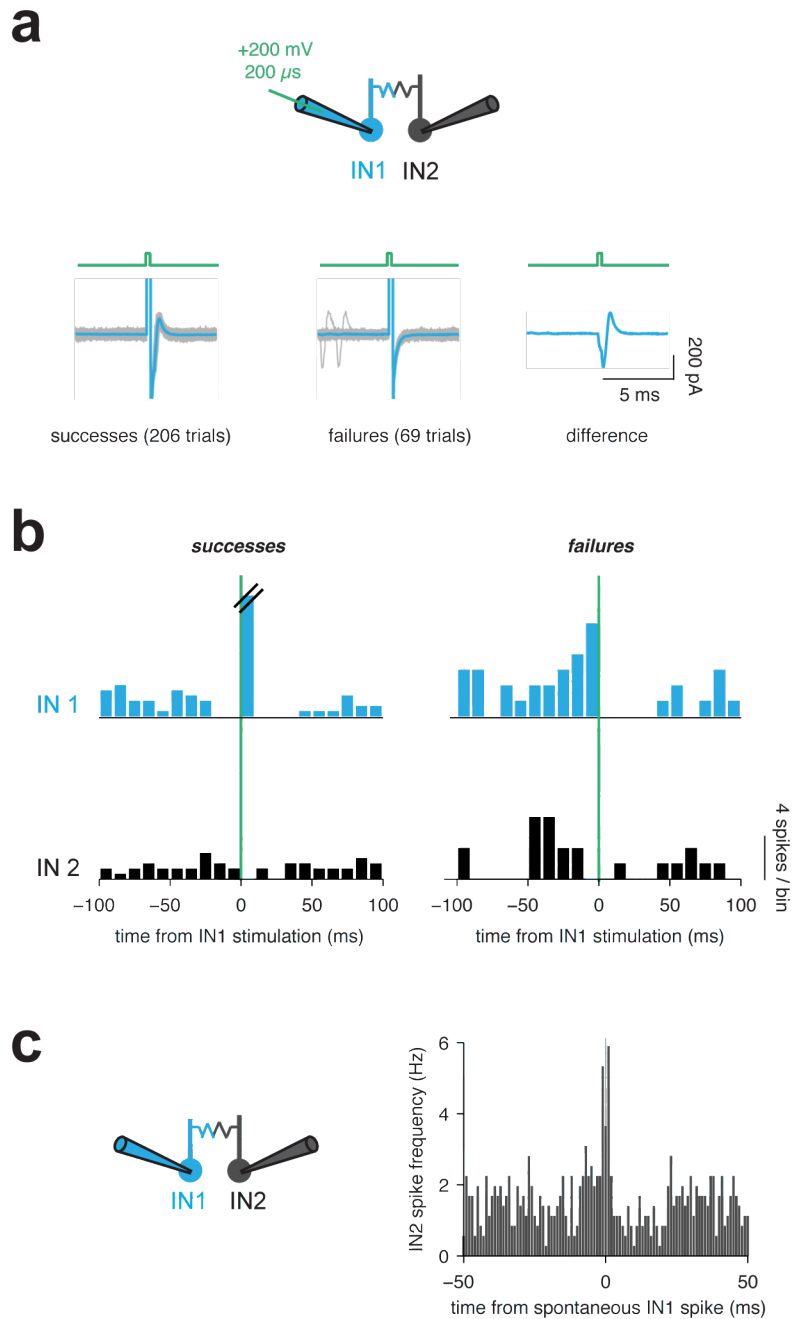 a
+200 mV
200 µs
IN1 IN2
200 pA
5 ms
successes (206 trials) failures (69 trials) difference
b
successes failures
IN 1
IN 2
4 spikes / bin
−100 −50 0 50 100 −100 −50 0 50 100
time from IN1 stimulation (ms) time from IN1 stimulation (ms)
c
IN1 IN2
IN2 spike frequency (Hz)
6
4
2
0
−50 0 50
time from spontaneous IN1 spike (ms)